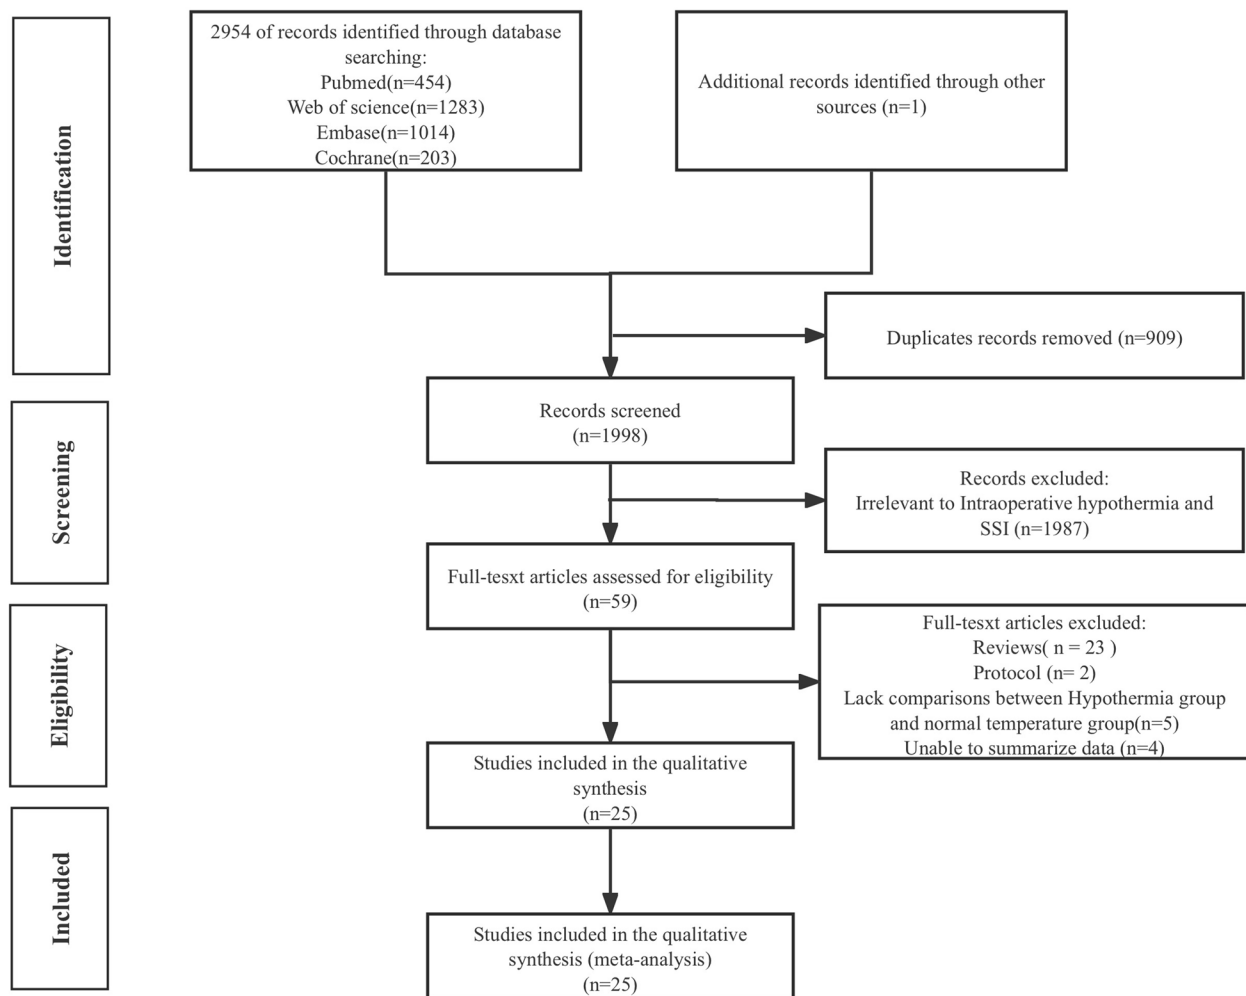 Identification
2954 of records identified through database
searching:
Pubmed(n=454)
Web of science(n=1283)
Embase(n=1014)
Cochrane(n=203)
Additional records identified through other
sources (n=1)
Duplicates records removed (n=909)
Screening
Records screened
(n=1998)
Records excluded:
Irrelevant to Intraoperative hypothermia and
SSI (n=1987)
Eligibility
Full-tesxt articles assessed for eligibility
(n=59)
Full-tesxt articles excluded:
Reviews( n = 23 )
Protocol (n= 2)
Lack comparisons between Hypothermia group
and normal temperature group(n=5)
Unable to summarize data (n=4)
Studies included in the qualitative
synthesis
(n=25)
Included
Studies included in the qualitative
synthesis (meta-analysis)
(n=25)